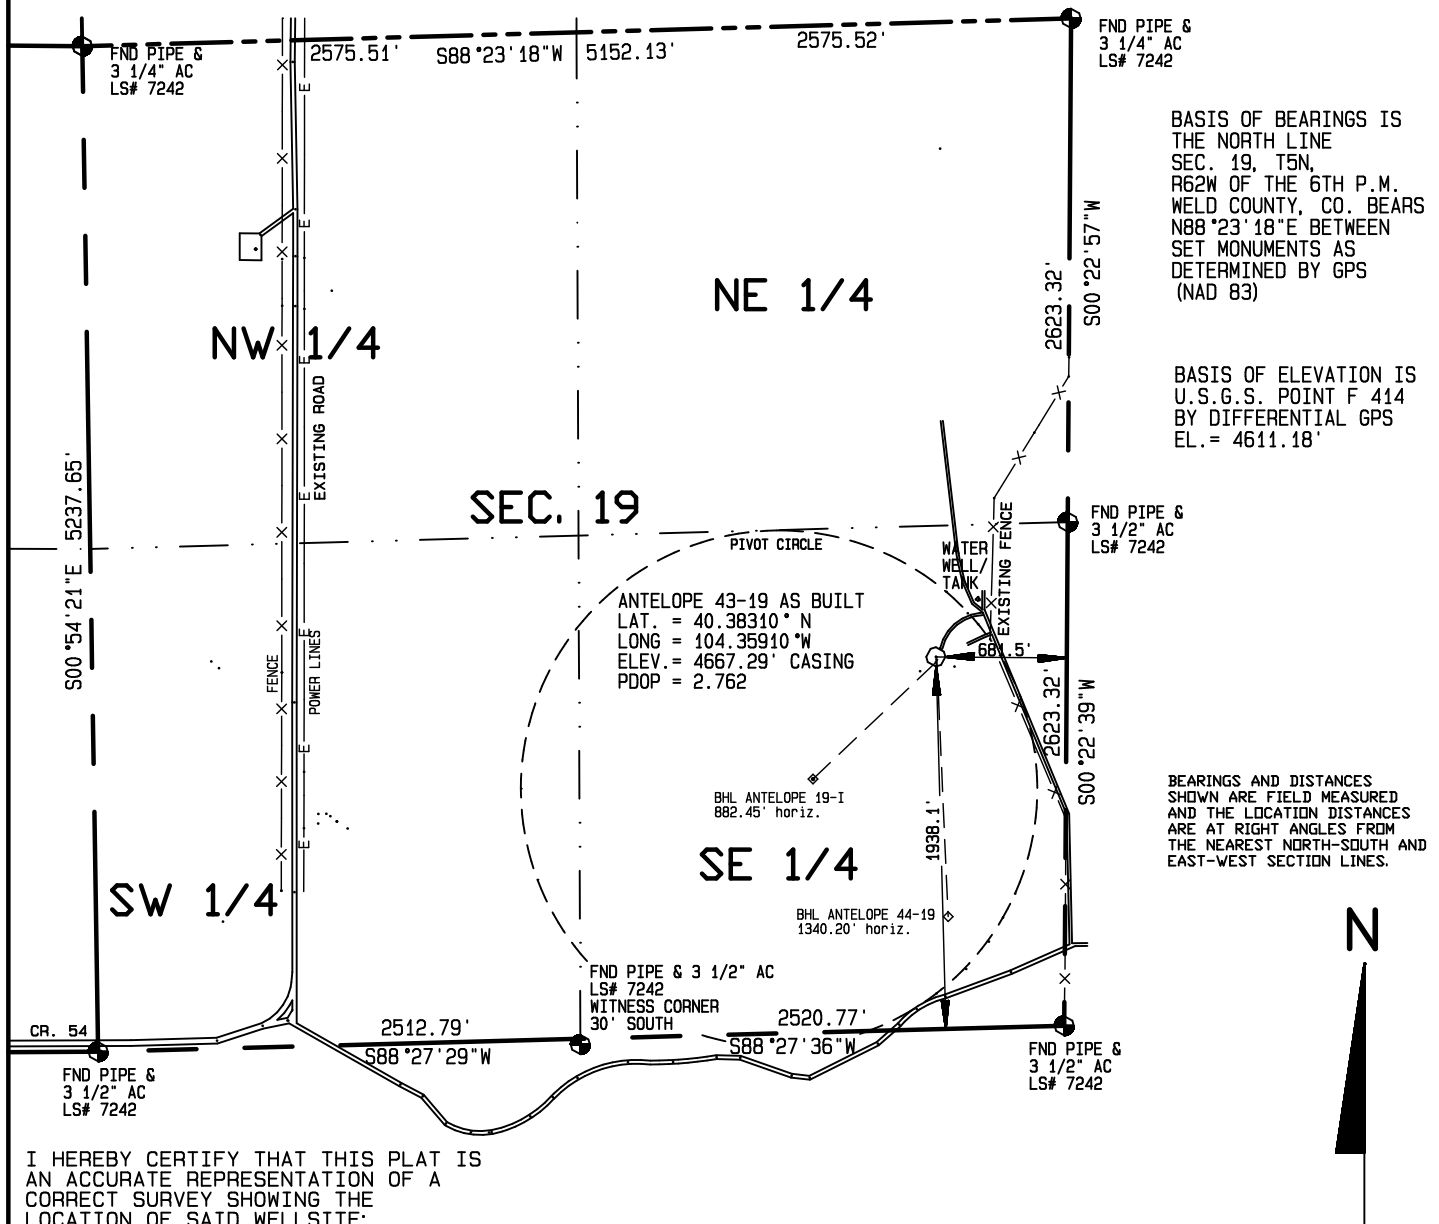 FND PIPE &
3 1/4" AC
LS# 7242
2575.51'
S88°23'18"W
5152.13'
2575.52'
FND PIPE &
3 1/4" AC
LS# 7242
BASIS OF BEARINGS IS
THE NORTH LINE
SEC. 19, T5N,
R62W OF THE 6TH P.M.
WELD COUNTY, CO. BEARS
N88°23'18"E BETWEEN
SET MONUMENTS AS
DETERMINED BY GPS
(NAD 83)
E
E
NW 1/4
NE 1/4
2623.32'
S00°22'57"W
E
EXISTING ROAD
BASIS OF ELEVATION IS
U.S.G.S. POINT F 414
BY DIFFERENTIAL GPS
EL.= 4611.18'
S00°54'21"E 5237.65'
E
SEC. 19
FND PIPE &
3 1/2" AC
LS# 7242
PIVOT CIRCLE
WATER
WELL/
TANK
EXISTING FENCE
ANTELOPE 43-19 AS BUILT
LAT. = 40.38310° N
LONG = 104.35910°W
ELEV.= 4667.29' CASING
PDOP = 2.762
E
FENCE
POWER LINES
681.5'
2623.32'
S00°22'39"W
E
BHL ANTELOPE 19-I
882.45' horiz.
1938.1'
BEARINGS AND DISTANCES
SHOWN ARE FIELD MEASURED
AND THE LOCATION DISTANCES
ARE AT RIGHT ANGLES FROM
THE NEAREST NORTH-SOUTH AND
EAST-WEST SECTION LINES.
E
SW 1/4
SE 1/4
BHL ANTELOPE 44-19
1340.20' horiz.
N
FND PIPE & 3 1/2" AC
LS# 7242
WITNESS CORNER
30' SOUTH
CR. 54
2512.79'
S88°27'29"W
2520.77'
S88°27'36"W
FND PIPE &
3 1/2" AC
LS# 7242
FND PIPE &
3 1/2" AC
LS# 7242
I HEREBY CERTIFY THAT THIS PLAT IS
AN ACCURATE REPRESENTATION OF A
CORRECT SURVEY SHOWING THE
LOCATION OF SAID WELLSITE: